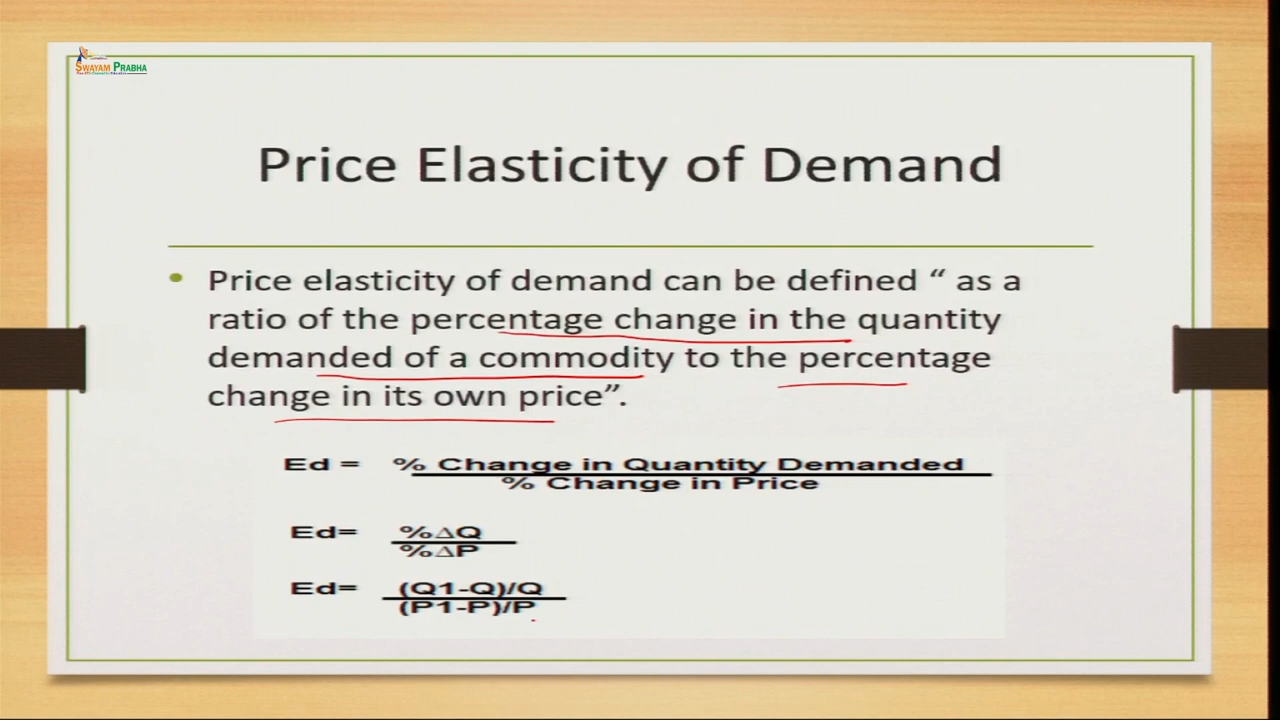 SWAYAM PRABHA
Price Elasticity of Demand
• Price elasticity of demand can be defined “ as a
ratio of the percentage change in the quantity
demanded of a commodity to the percentage
change in its own price”.
Ed = % Change in Quantity Demanded
% Change in Price
Ed= %ΔQ
%ΔP
Ed= (Q1-Q)/Q
(P1-P)/P